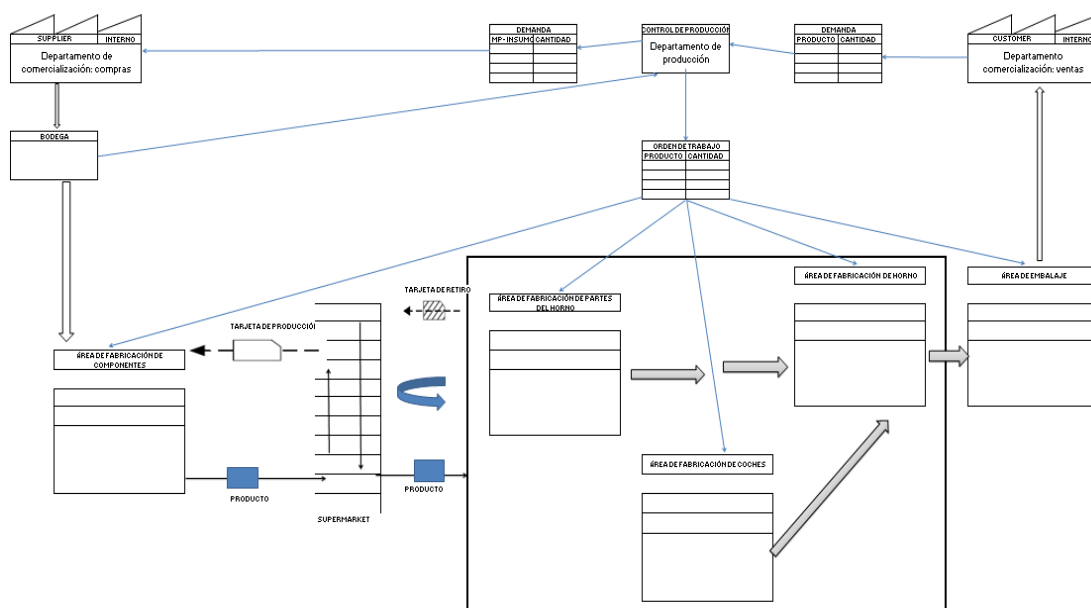 SUPPLIER INTERNO
Departamento de
comercialización: compras
DEMANDA
MP-INSUMO CANTIDAD
CONTROL DE PRODUCCIÓN
Departamento de
producción
DEMANDA
PRODUCTO CANTIDAD
CUSTOMER INTERNO
Departamento
comercialización: ventas
BODEGA
ORDEN DE TRABAJO
PRODUCTO CANTIDAD
TARJETA DE RETIRO
ÁREA DE FABRICACIÓN DE PARTES
DEL HORNO
ÁREA DE FABRICACIÓN DE HORNO
ÁREA DE EMBALAJE
TARJETA DE PRODUCCIÓN
ÁREA DE FABRICACIÓN DE
COMPONENTES
ÁREA DE FABRICACIÓN DE COCHES
PRODUCTO
PRODUCTO
SUPERMARKET